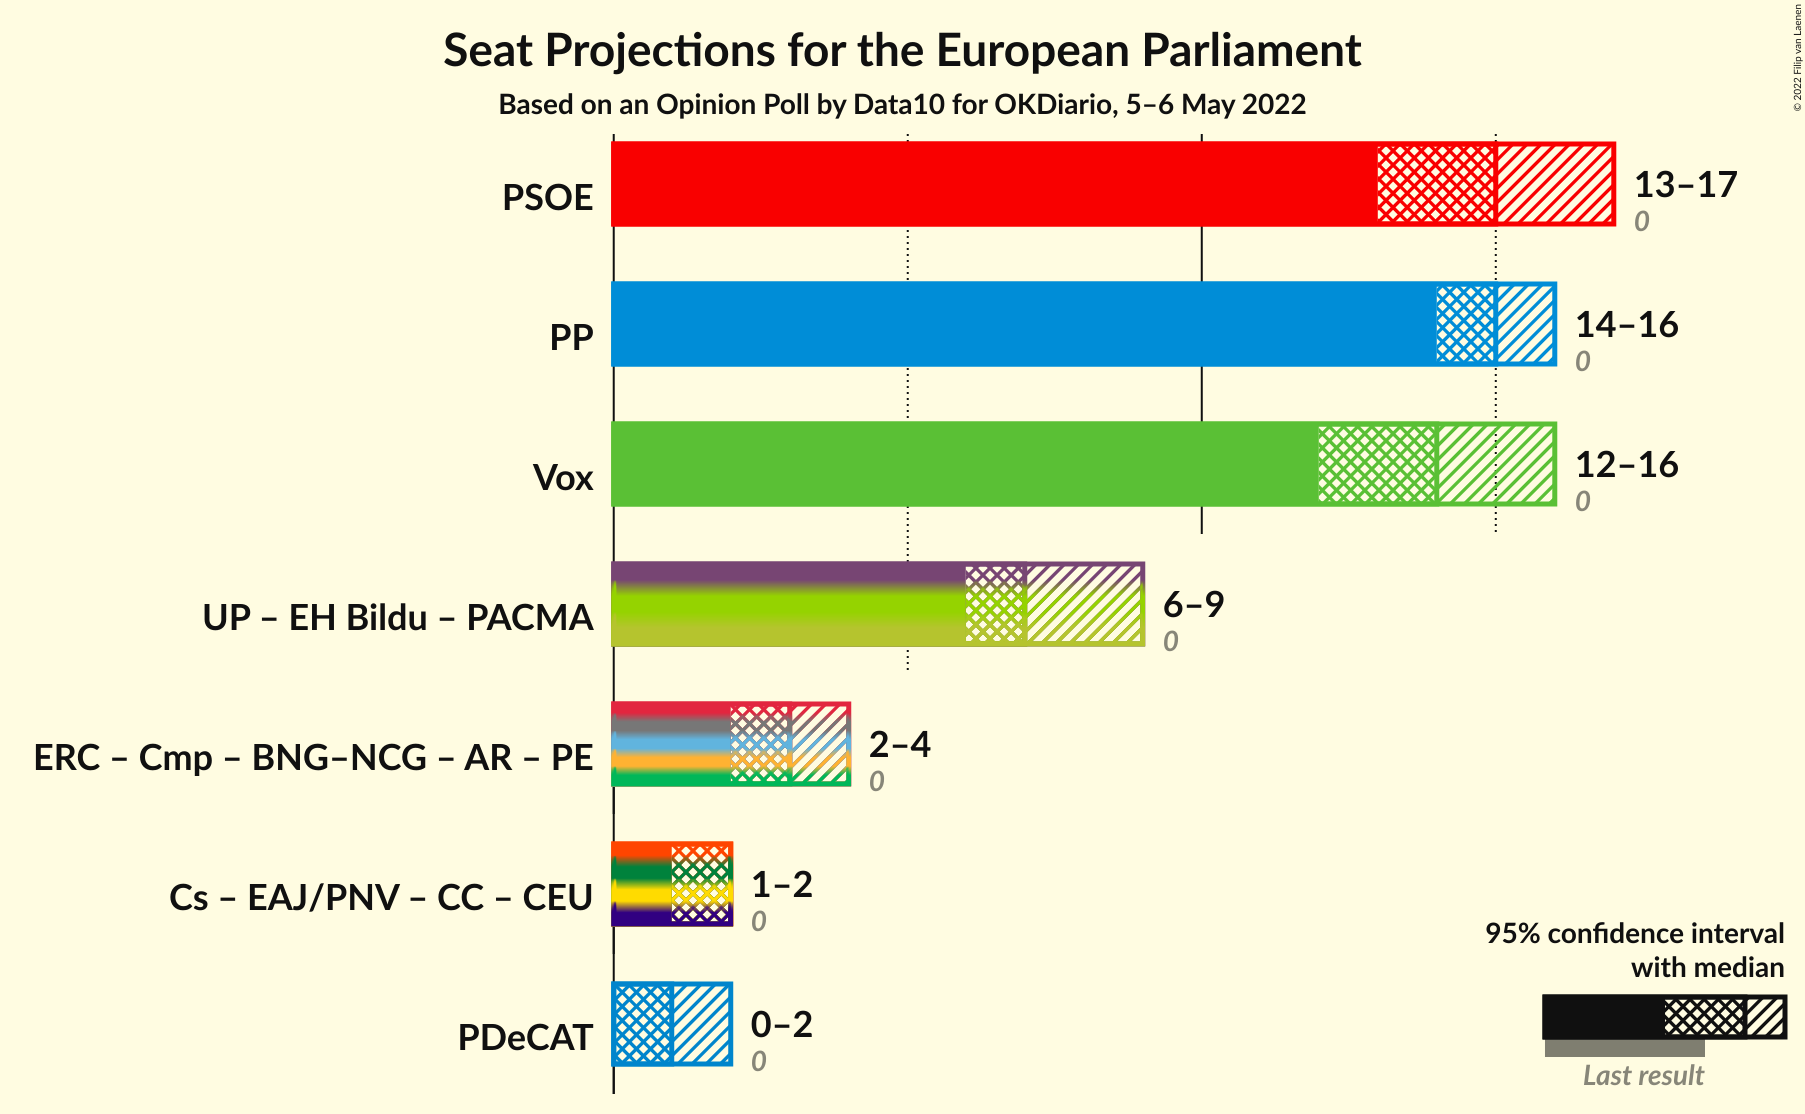 Seat Projections for the European Parliament
Based on an Opinion Poll by Data10 for OKDiario, 5–6 May 2022
© 2022 Filip van Laenen
PSOE
13–17
0
PP
14–16
0
Vox
12–16
0
UP – EH Bildu – PACMA
6–9
0
ERC – Cmp – BNG–NCG – AR – PE
2–4
0
Cs – EAJ/PNV – CC – CEU
1–2
0
PDeCAT
0–2
0
95% confidence interval
with median
Last result